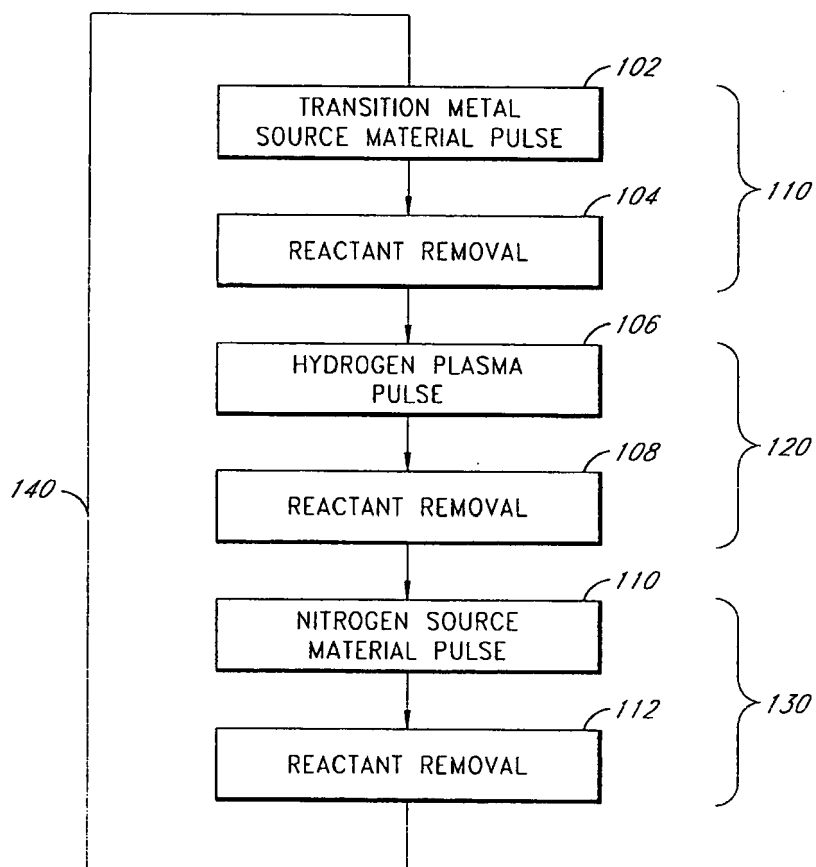 102
TRANSITION METAL
SOURCE MATERIAL PULSE
110
104
REACTANT REMOVAL
106
HYDROGEN PLASMA
PULSE
120
108
REACTANT REMOVAL
140
110
NITROGEN SOURCE
MATERIAL PULSE
130
112
REACTANT REMOVAL